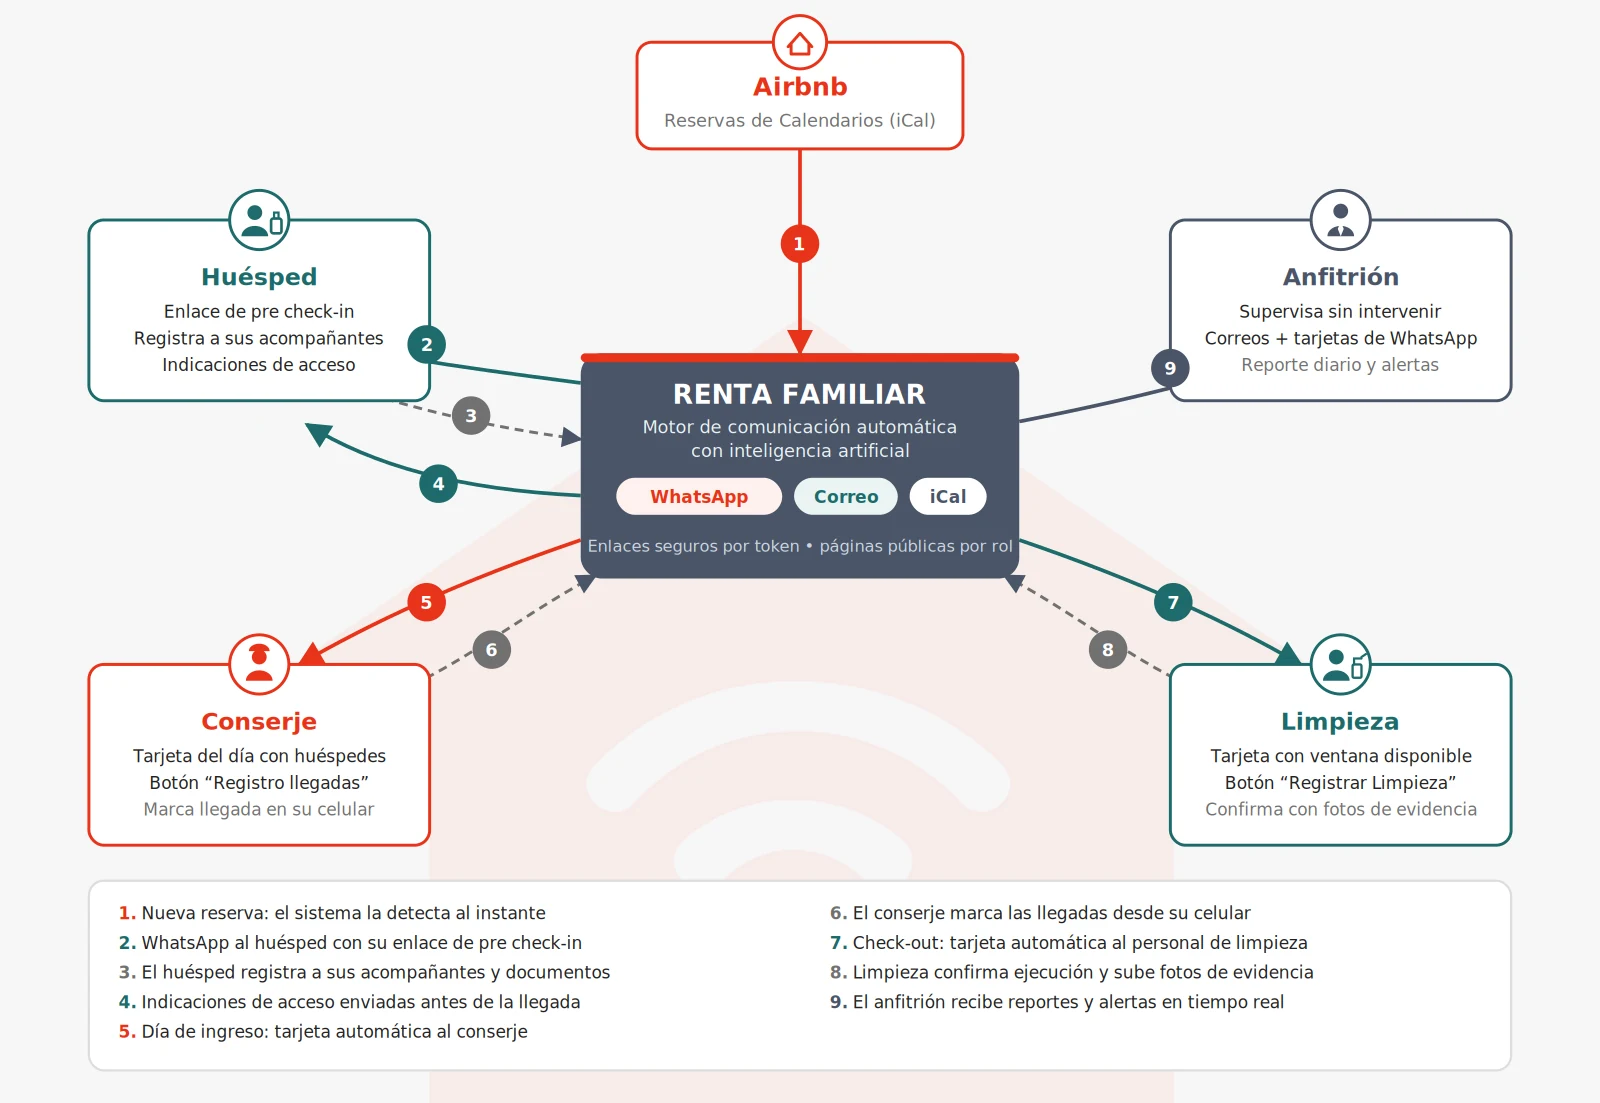 Airbnb
Reservas de Calendarios (iCal)
1
Huésped
Enlace de pre check-in
Registra a sus acompañantes
Indicaciones de acceso
2
3
4
Anfitrión
Supervisa sin intervenir
Correos + tarjetas de WhatsApp
Reporte diario y alertas
9
RENTA FAMILIAR
Motor de comunicación automática
con inteligencia artificial
WhatsApp
Correo
iCal
Enlaces seguros por token • páginas públicas por rol
5
6
7
8
Conserje
Tarjeta del día con huéspedes
Botón “Registro llegadas”
Marca llegada en su celular
Limpieza
Tarjeta con ventana disponible
Botón “Registrar Limpieza”
Confirma con fotos de evidencia
1. Nueva reserva: el sistema la detecta al instante
2. WhatsApp al huésped con su enlace de pre check-in
3. El huésped registra a sus acompañantes y documentos
4. Indicaciones de acceso enviadas antes de la llegada
5. Día de ingreso: tarjeta automática al conserje
6. El conserje marca las llegadas desde su celular
7. Check-out: tarjeta automática al personal de limpieza
8. Limpieza confirma ejecución y sube fotos de evidencia
9. El anfitrión recibe reportes y alertas en tiempo real